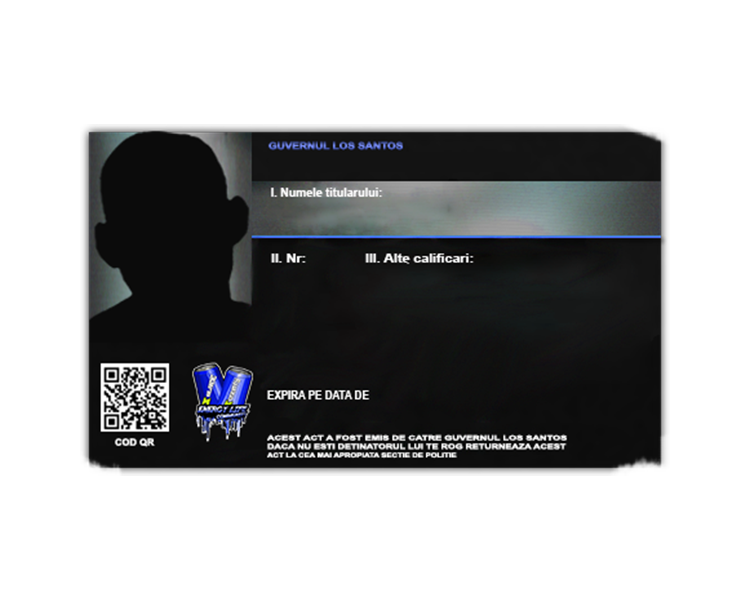 GUVERNUL LOS SANTOS
I. Numele titularului:
II. Nr: III. Alte calificari:
EXPIRA PE DATA DE
ENERGY LIFE
COD QR
ACEST ACT A FOST EMIS DE CATRE GUVERNUL LOS SANTOS
DACA NU ESTI DETINATORUL LUI TE ROG RETURNEAZA ACEST
ACT LA CEA MAI APROPIATA SECTIE DE POLITIE